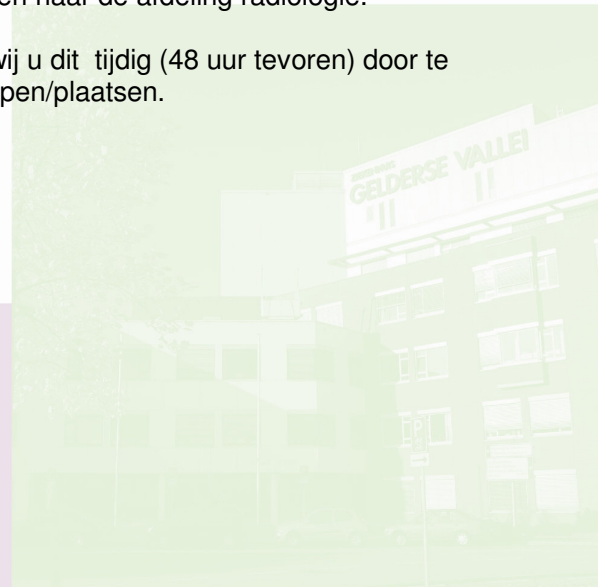 en naar de afdeling radiologie.
wij u dit tijdig (48 uur tevoren) door te
pen/plaatsen.
GELDERSE VALLEI
P